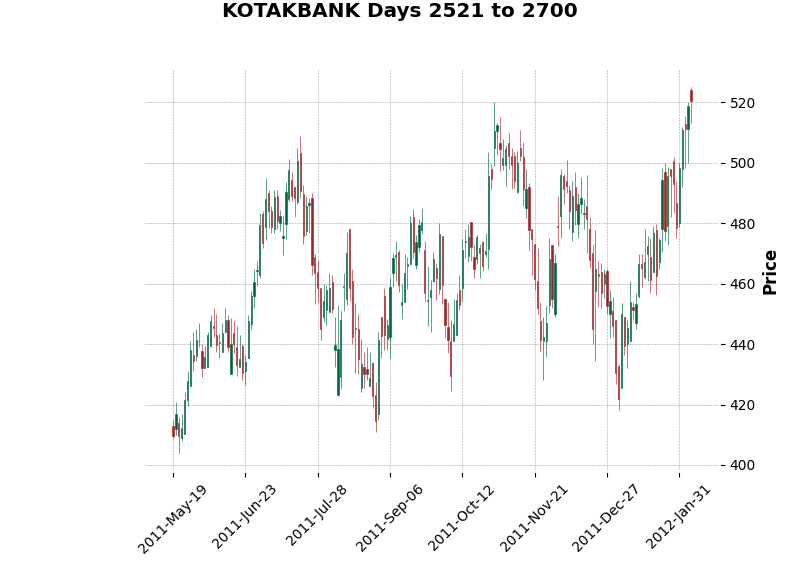 KOTAKBANK Days 2521 to 2700
520
500
480
460
440
420
400
Price
2011-May-19
2011-Jun-23
2011-Jul-28
2011-Sep-06
2011-Oct-12
2011-Nov-21
2011-Dec-27
2012-Jan-31